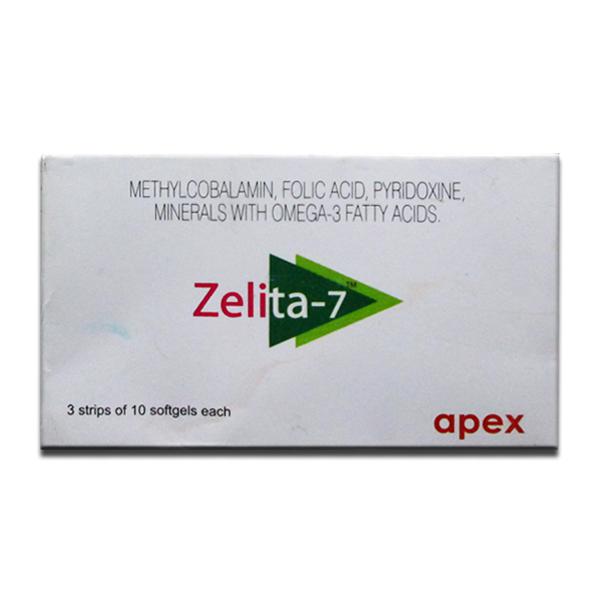 METHYLCOBALAMIN, FOLIC ACID, PYRIDOXINE,
MINERALS WITH OMEGA-3 FATTY ACIDS.
Zelita-7™
3 strips of 10 softgels each
apex